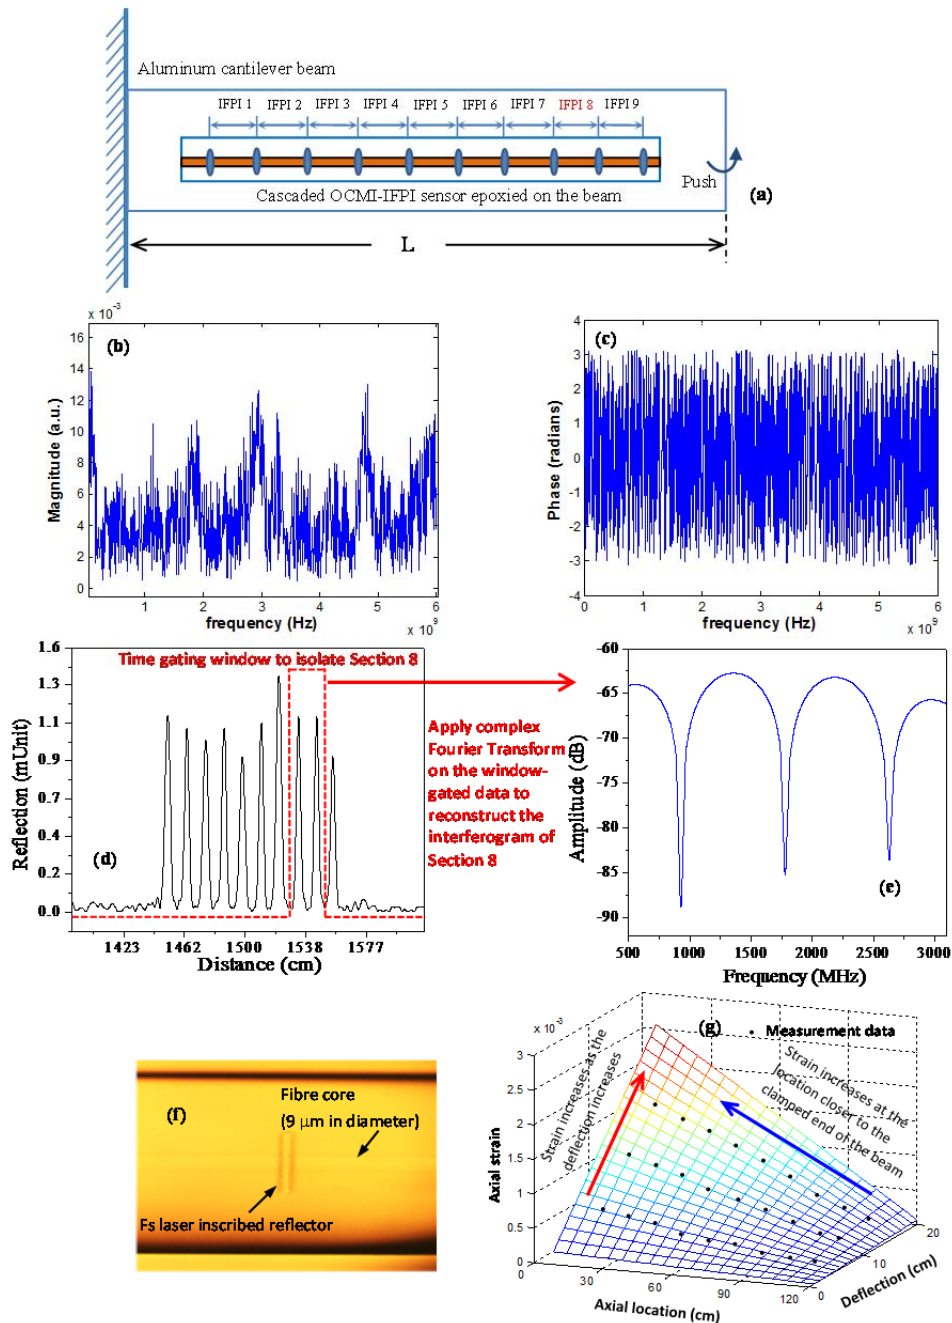 Aluminum cantilever beam
IFPI 1 IFPI 2 IFPI 3 IFPI 4 IFPI 5 IFPI 6 IFPI 7 IFPI 8 IFPI 9
Push
Cascaded OCMI-IFPI sensor epoxied on the beam
(a)
L
x 10⁻³
(b)
16
14
12
10
8
6
4
2
0
Magnitude (a.u.)
1 2 3 4 5 6
frequency (Hz)
x 10⁹
(c)
4
3
2
1
0
-1
-2
-3
-4
Phase (radians)
0 1 2 3 4 5 6
frequency (Hz)
x 10⁹
Time gating window to isolate Section 8
1.6
1.3
1.1
0.9
0.6
0.4
0.2
0.0
Reflection (mUnit)
(d)
1423 1462 1500 1538 1577
Distance (cm)
Apply complex
Fourier Transform
on the window-
gated data to
reconstruct the
interferogram of
Section 8
-60
-65
-70
-75
-80
-85
-90
Amplitude (dB)
(e)
500 1000 1500 2000 2500 3000
Frequency (MHz)
(f)
Fibre core
(9 μm in diameter)
Fs laser inscribed reflector
(g)
x 10⁻³
Measurement data
Strain increases as the
deflection increases
Strain increases at the
location closer to the
clamped end of the beam
3
2.5
2
1.5
1
0.5
0
Axial strain
0 30 60 90 120
Axial location (cm)
0 10 20
Deflection (cm)